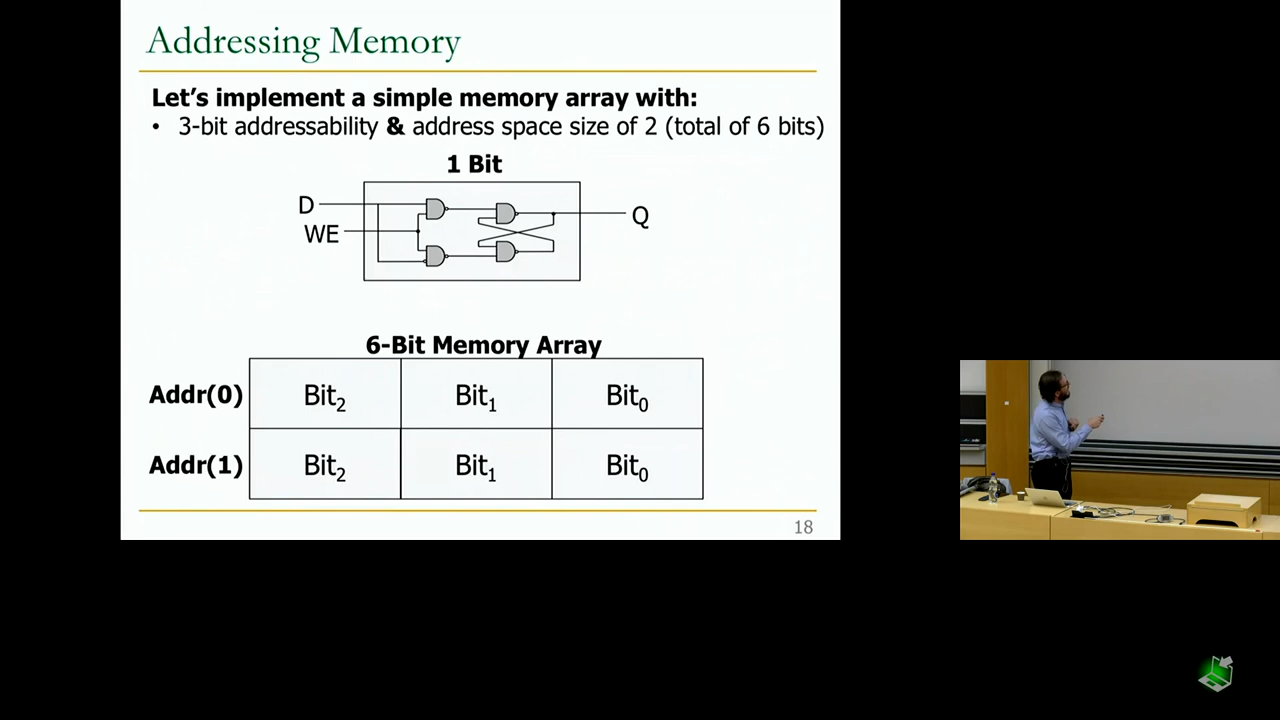 Addressing Memory
Let's implement a simple memory array with:
• 3-bit addressability & address space size of 2 (total of 6 bits)
1 Bit
D
WE
Q
6-Bit Memory Array
Addr(0) Bit2 Bit1 Bit0
Addr(1) Bit2 Bit1 Bit0
18